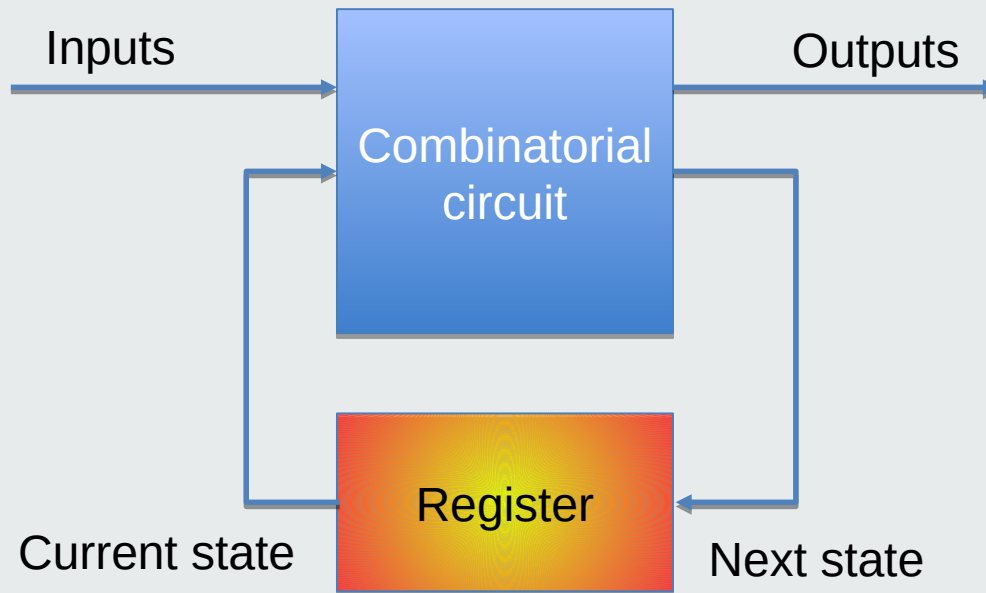 Inputs
Outputs
Combinatorial
circuit
Register
Current state
Next state